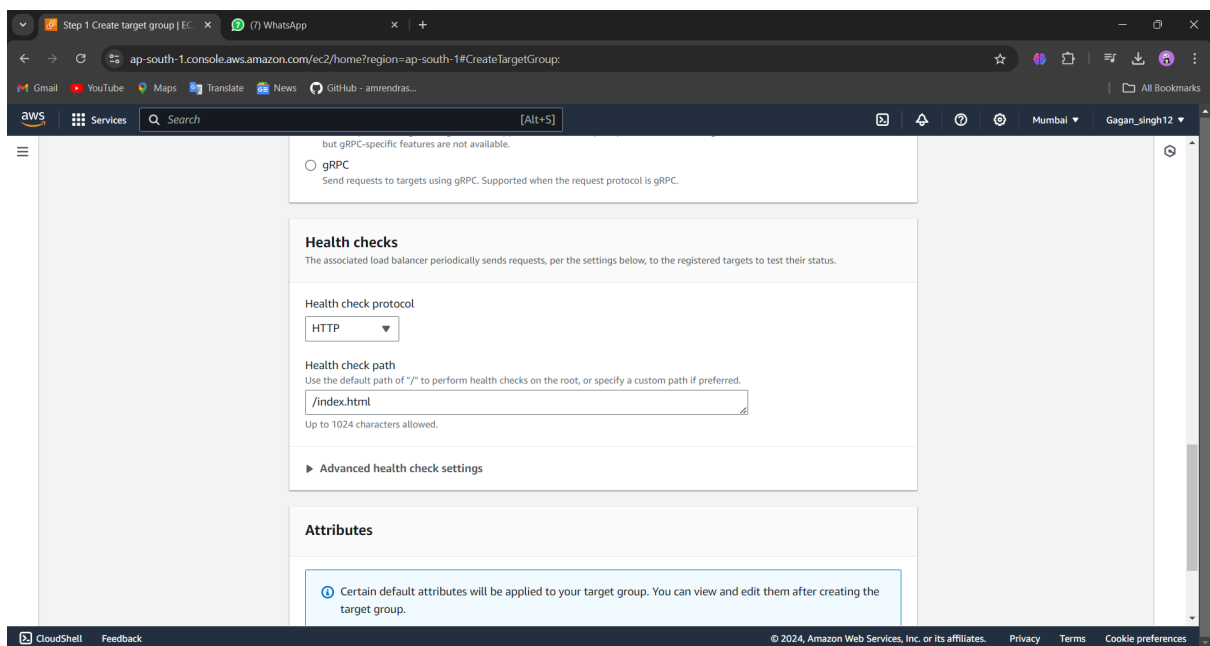 Step 1 Create target group | EC
(7) WhatsApp
ap-south-1.console.aws.amazon.com/ec2/home?region=ap-south-1#CreateTargetGroup:
Gmail YouTube Maps Translate News GitHub - amrendras... All Bookmarks
aws Services Search [Alt+S] Mumbai Gagan_singh12
but gRPC-specific features are not available.
gRPC
Send requests to targets using gRPC. Supported when the request protocol is gRPC.
Health checks
The associated load balancer periodically sends requests, per the settings below, to the registered targets to test their status.
Health check protocol
HTTP
Health check path
Use the default path of "/" to perform health checks on the root, or specify a custom path if preferred.
/index.html
Up to 1024 characters allowed.
Advanced health check settings
Attributes
Certain default attributes will be applied to your target group. You can view and edit them after creating the
target group.
CloudShell Feedback © 2024, Amazon Web Services, Inc. or its affiliates. Privacy Terms Cookie preferences